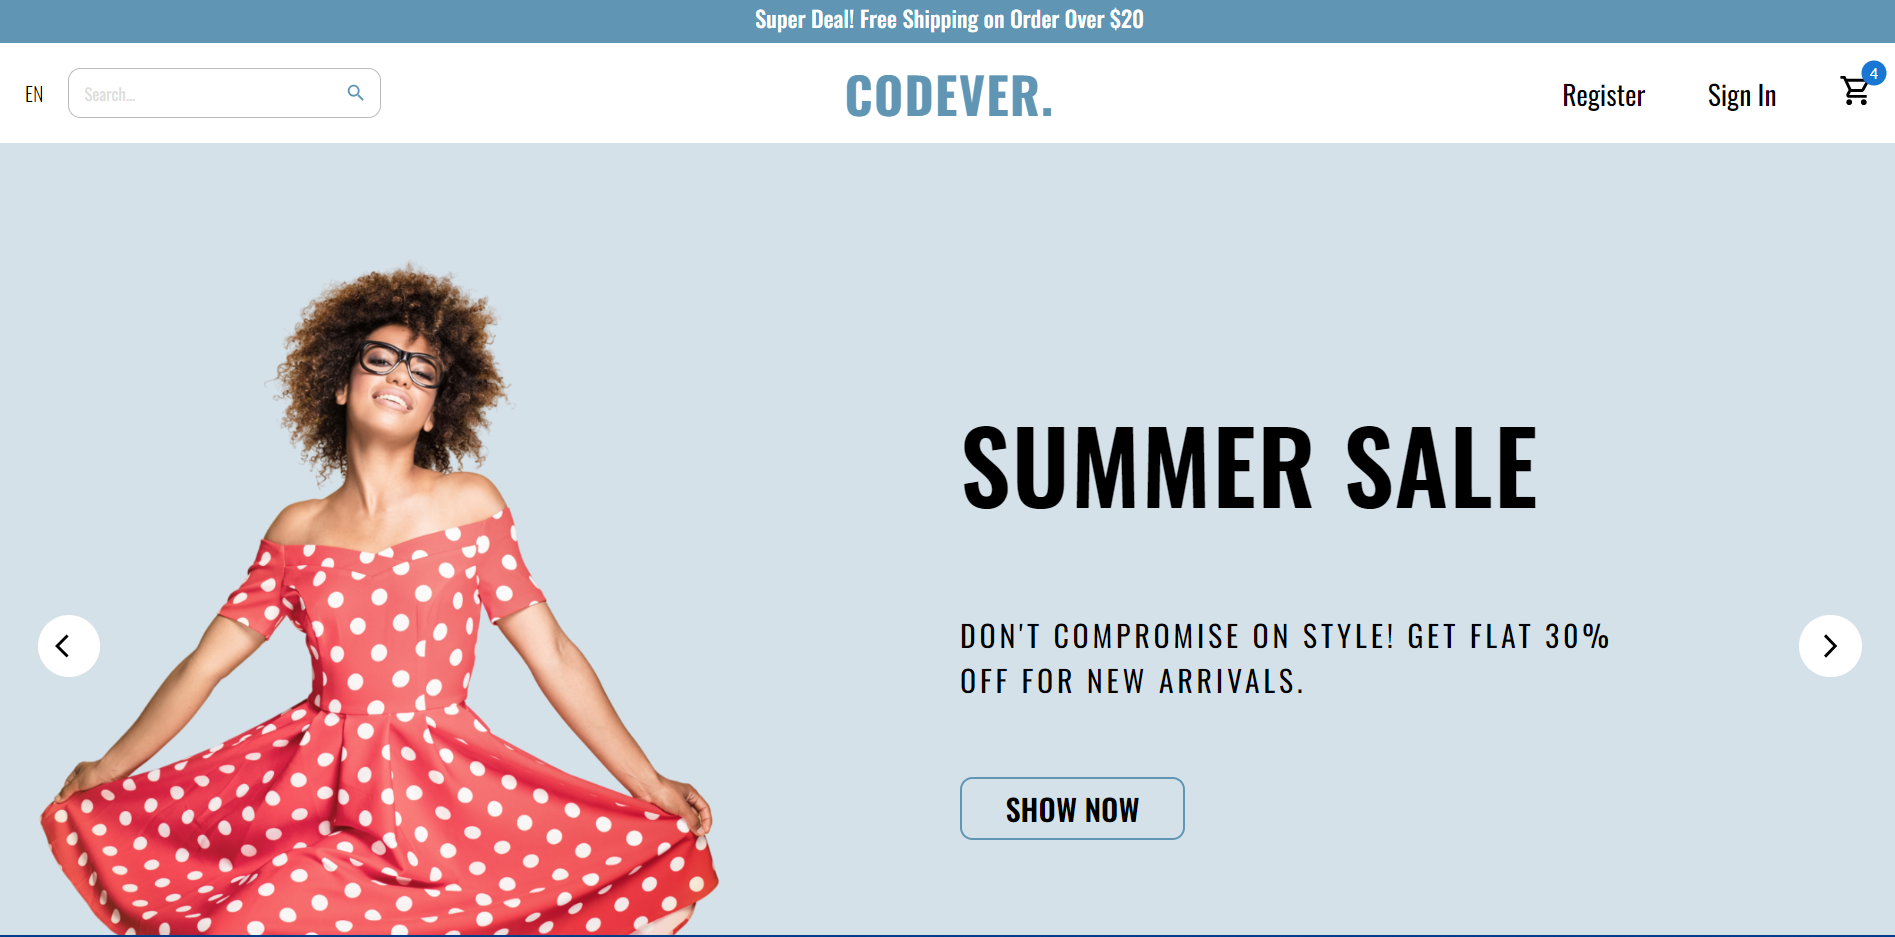 Super Deal! Free Shipping on Order Over $20
EN
Search...
CODEVER.
Register
Sign In
4
SUMMER SALE
DON'T COMPROMISE ON STYLE! GET FLAT 30%
OFF FOR NEW ARRIVALS.
SHOW NOW